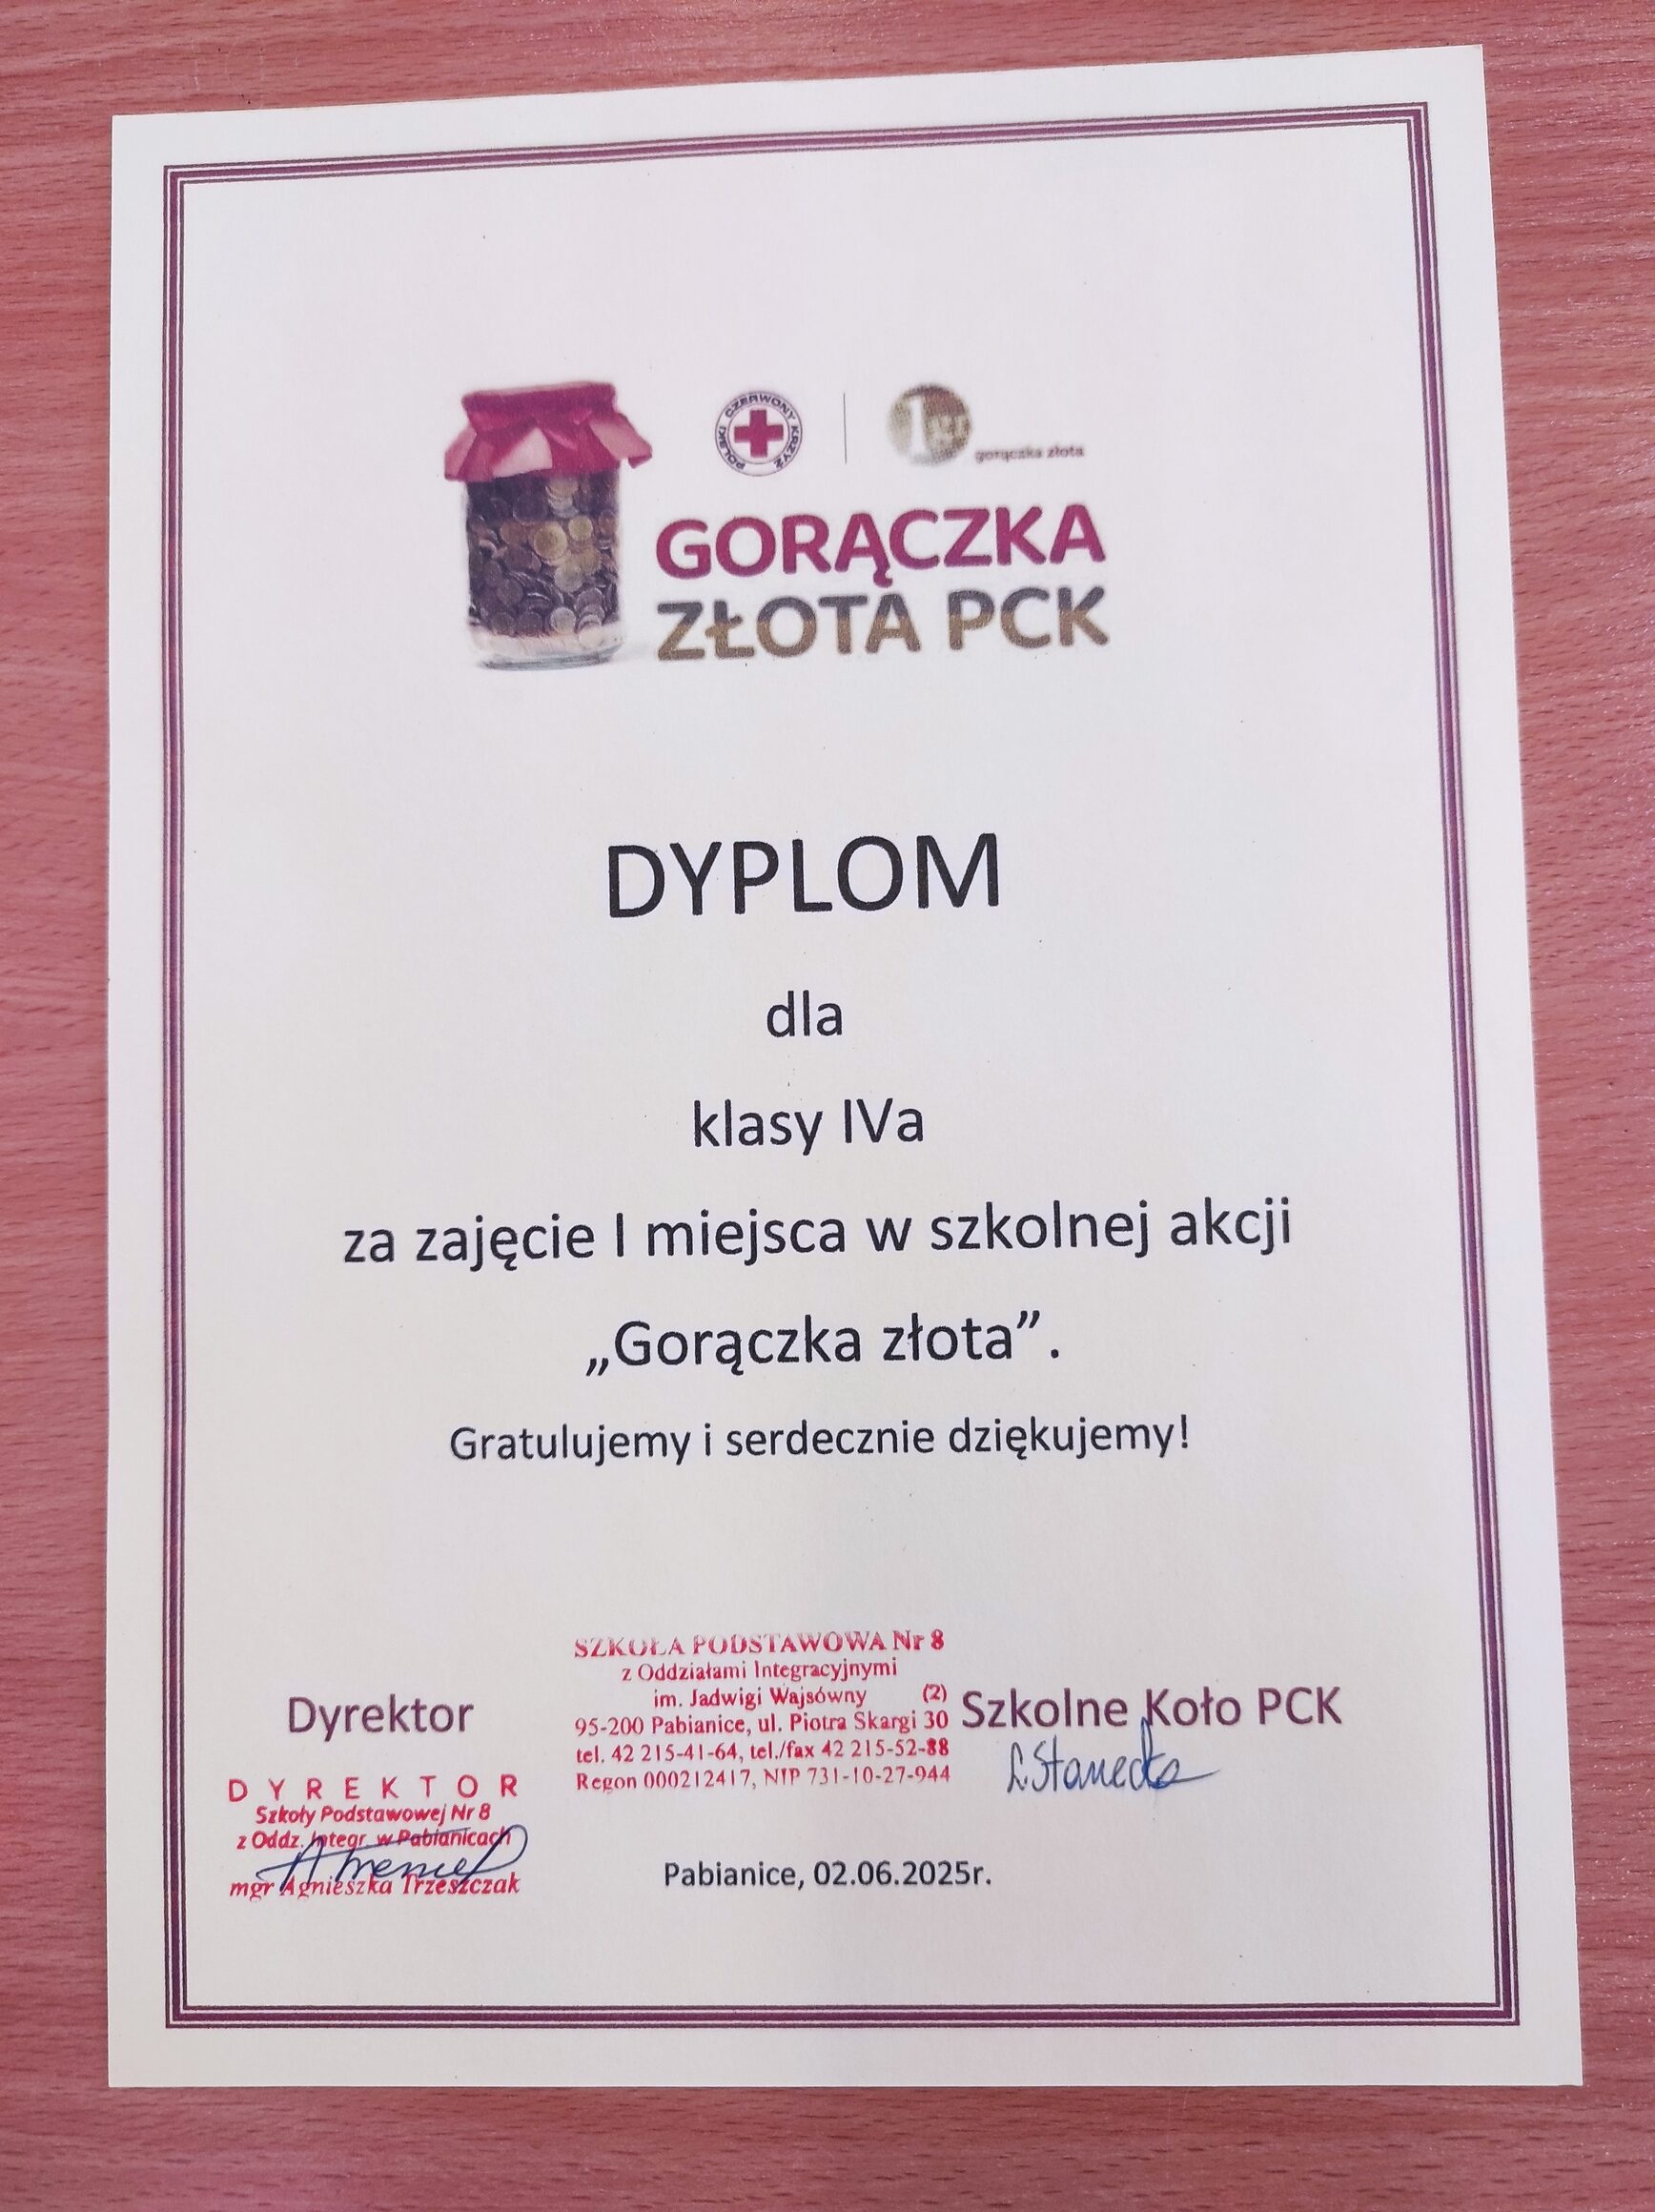 POLSKI CZERWONY KRZYŻ
1gr
gorączka złota
GORĄCZKA
ZŁOTA PCK
DYPLOM
dla
klasy IVa
za zajęcie I miejsca w szkolnej akcji
„Gorączka złota”.
Gratulujemy i serdecznie dziękujemy!
SZKOŁA PODSTAWOWA Nr 8
z Oddziałami Integracyjnymi
im. Jadwigi Wajsówny (2)
95-200 Pabianice, ul. Piotra Skargi 30
tel. 42 215-41-64, tel./fax 42 215-52-88
Regon 000212417, NIP 731-10-27-944
Dyrektor
DYREKTOR
Szkoły Podstawowej Nr 8
z Oddz. Integr. w Pabianicach
mgr Agnieszka Trzeszczak
Szkolne Koło PCK
Pabianice, 02.06.2025r.